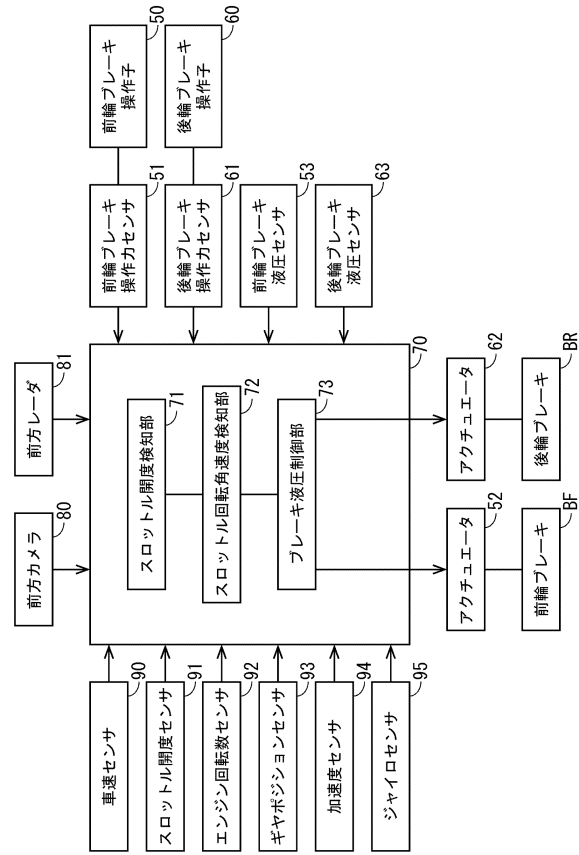 前方カメラ
80
前方レーダ
81
車速センサ
90
スロットル開度センサ
91
エンジン回転数センサ
92
ギヤポジションセンサ
93
加速度センサ
94
ジャイロセンサ
95
スロットル開度検知部
71
スロットル回転角速度検知部
72
ブレーキ液圧制御部
73
70
前輪ブレーキ
操作力センサ
51
前輪ブレーキ
操作子
50
後輪ブレーキ
操作力センサ
61
後輪ブレーキ
操作子
60
前輪ブレーキ
液圧センサ
53
後輪ブレーキ
液圧センサ
63
アクチュエータ
52
アクチュエータ
62
前輪ブレーキ
BF
後輪ブレーキ
BR